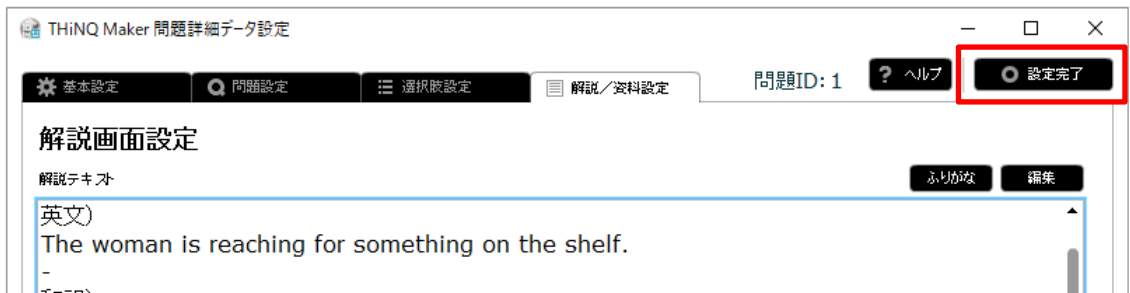 THiNQ Maker 問題詳細データ設定
基本設定
問題設定
選択肢設定
解説／資料設定
問題ID: 1
? ヘルプ
設定完了
解説画面設定
解説テキスト
ふりがな
編集
英文)
The woman is reaching for something on the shelf.
-